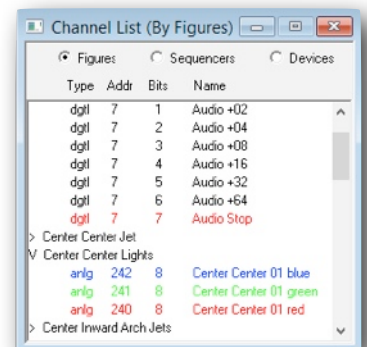 Channel List (By Figures)
Figures Sequencers Devices
Type Addr Bits Name
dgtl 7 1 Audio +02
dgtl 7 2 Audio +04
dgtl 7 3 Audio +08
dgtl 7 4 Audio +16
dgtl 7 5 Audio +32
dgtl 7 6 Audio +64
dgtl 7 7 Audio Stop
> Center Center Jet
V Center Center Lights
anlg 242 8 Center Center 01 blue
anlg 241 8 Center Center 01 green
anlg 240 8 Center Center 01 red
> Center Inward Arch Jets